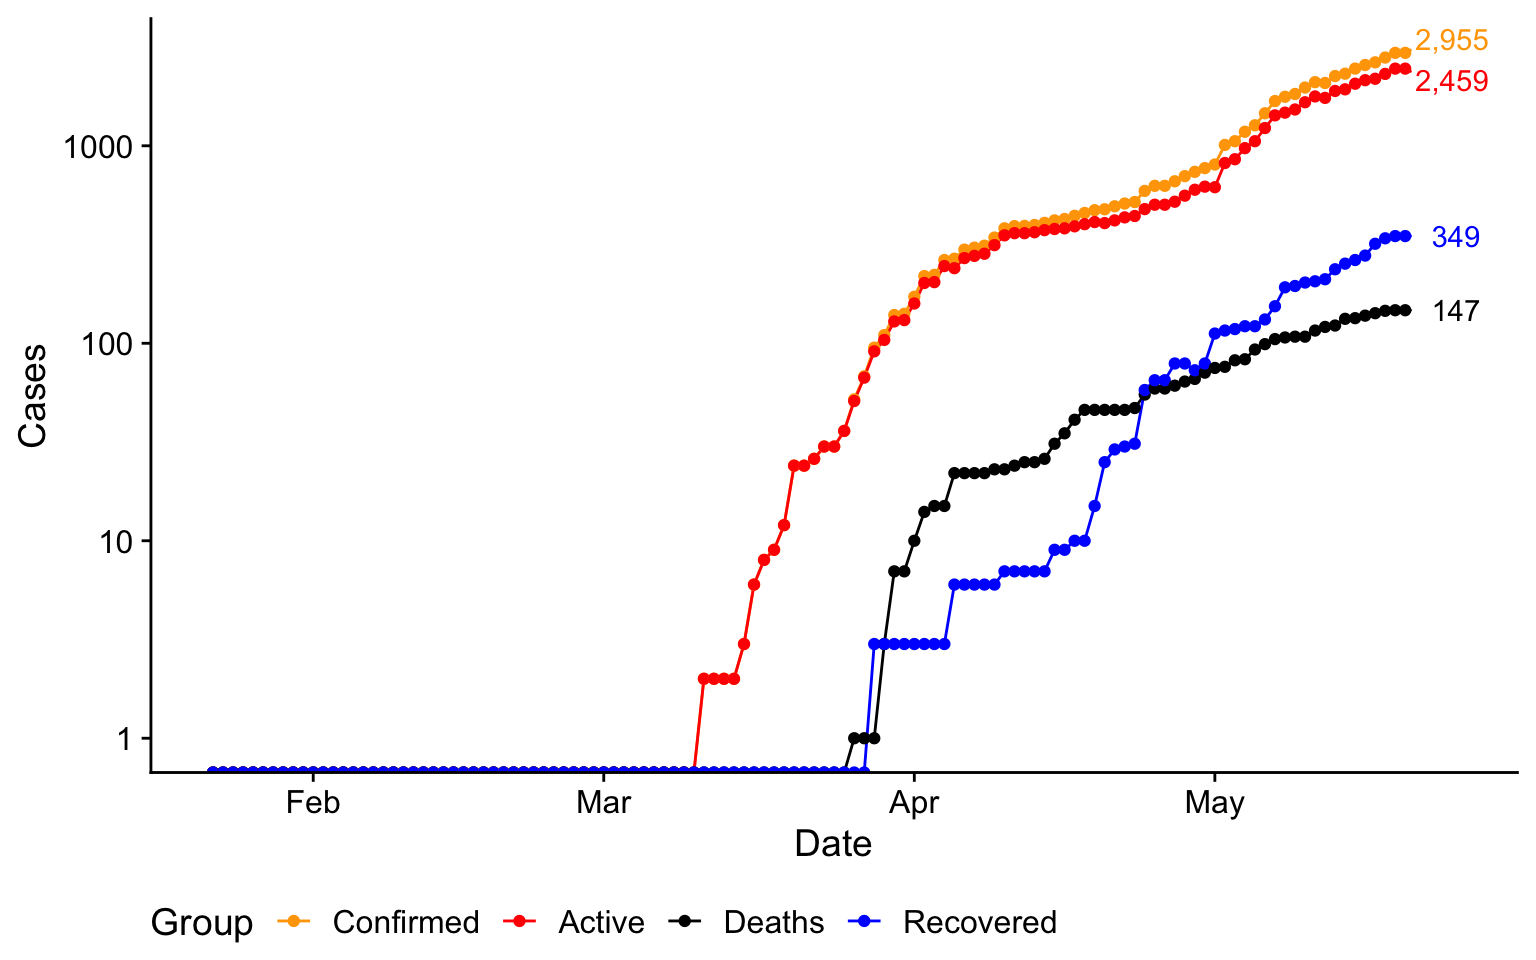 2,955
2,459
1000
349
147
100
10
1
Cases
Feb Mar Apr May
Date
Group Confirmed Active Deaths Recovered